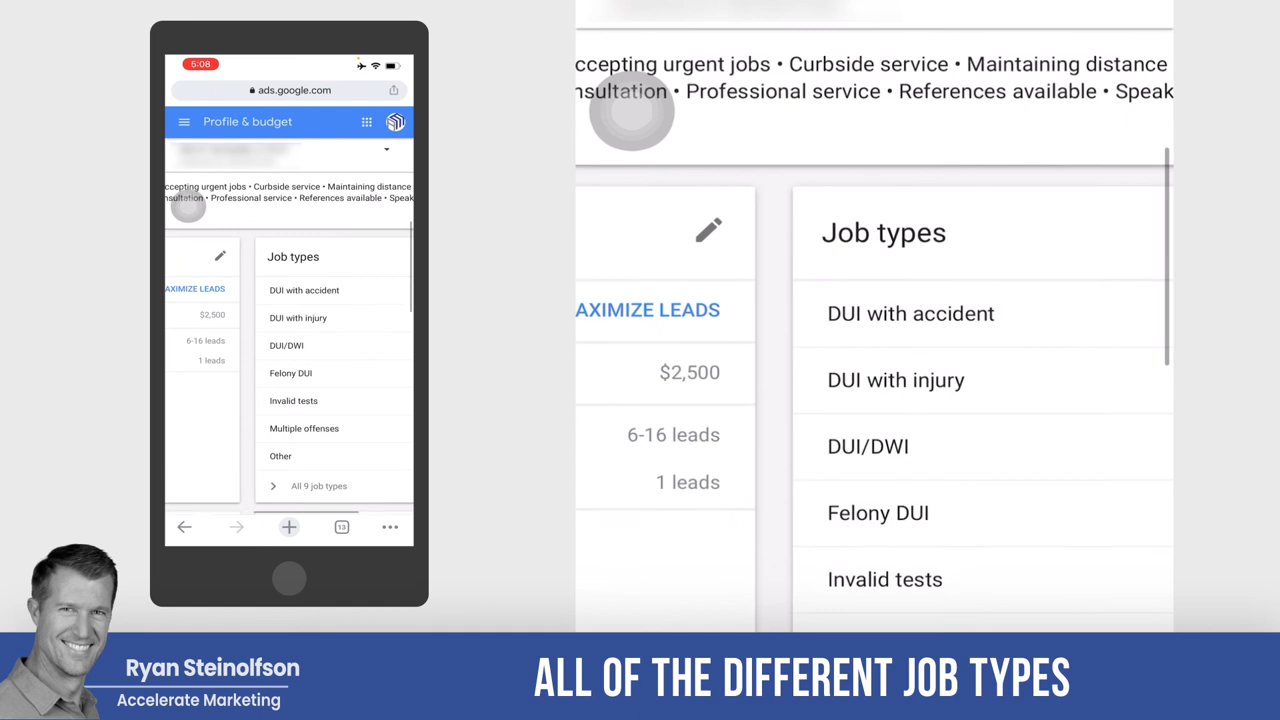 5:08
ads.google.com
Profile & budget
ccepting urgent jobs • Curbside service • Maintaining distance
nsultation • Professional service • References available • Speak
Job types
AXIMIZE LEADS
DUI with accident
$2,500
DUI with injury
6-16 leads
DUI/DWI
1 leads
Felony DUI
Invalid tests
Multiple offenses
Other
All 9 job types
13
ccepting urgent jobs • Curbside service • Maintaining distance
nsultation • Professional service • References available • Speak
Job types
AXIMIZE LEADS
DUI with accident
$2,500
DUI with injury
6-16 leads
DUI/DWI
1 leads
Felony DUI
Invalid tests
Ryan Steinolfson
Accelerate Marketing
ALL OF THE DIFFERENT JOB TYPES